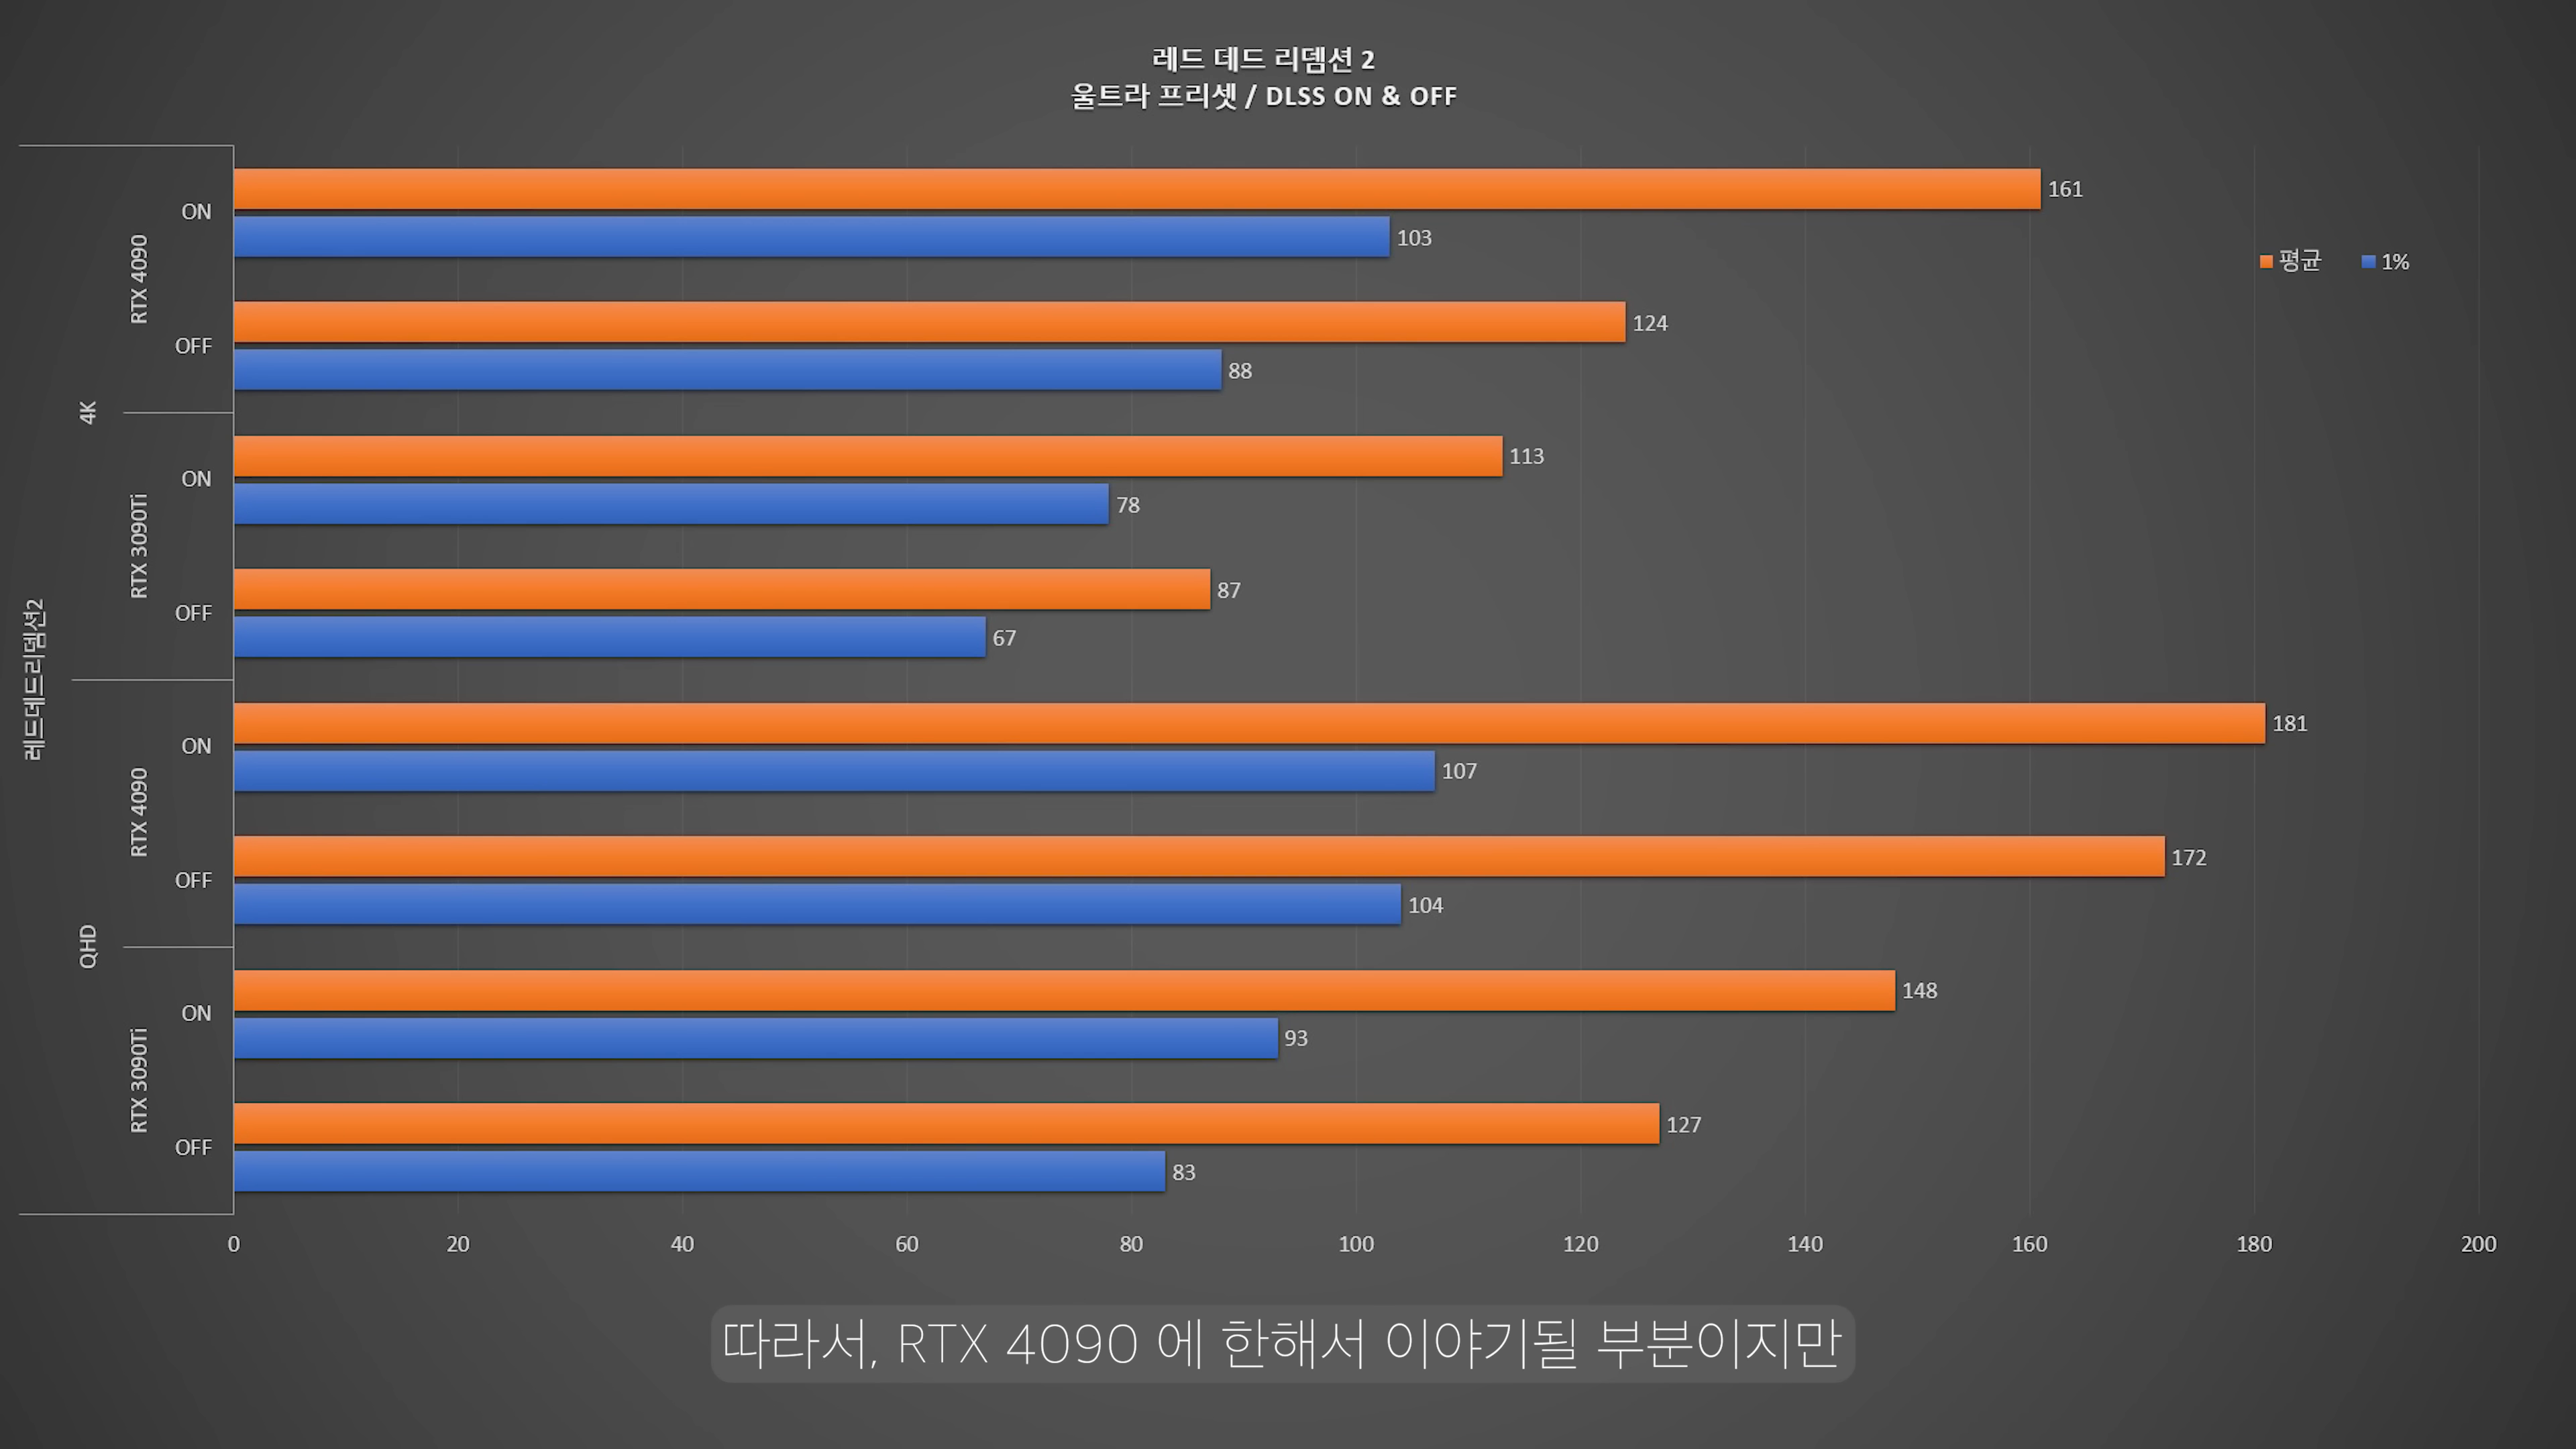 레드 데드 리뎀션 2
울트라 프리셋 / DLSS ON & OFF
평균 1%
레드데드리뎀션2
4K
RTX 4090
ON
161
103
OFF
124
88
RTX 3090Ti
ON
113
78
OFF
87
67
QHD
RTX 4090
ON
181
107
OFF
172
104
RTX 3090Ti
ON
148
93
OFF
127
83
0 20 40 60 80 100 120 140 160 180 200
따라서, RTX 4090 에 한해서 이야기될 부분이지만